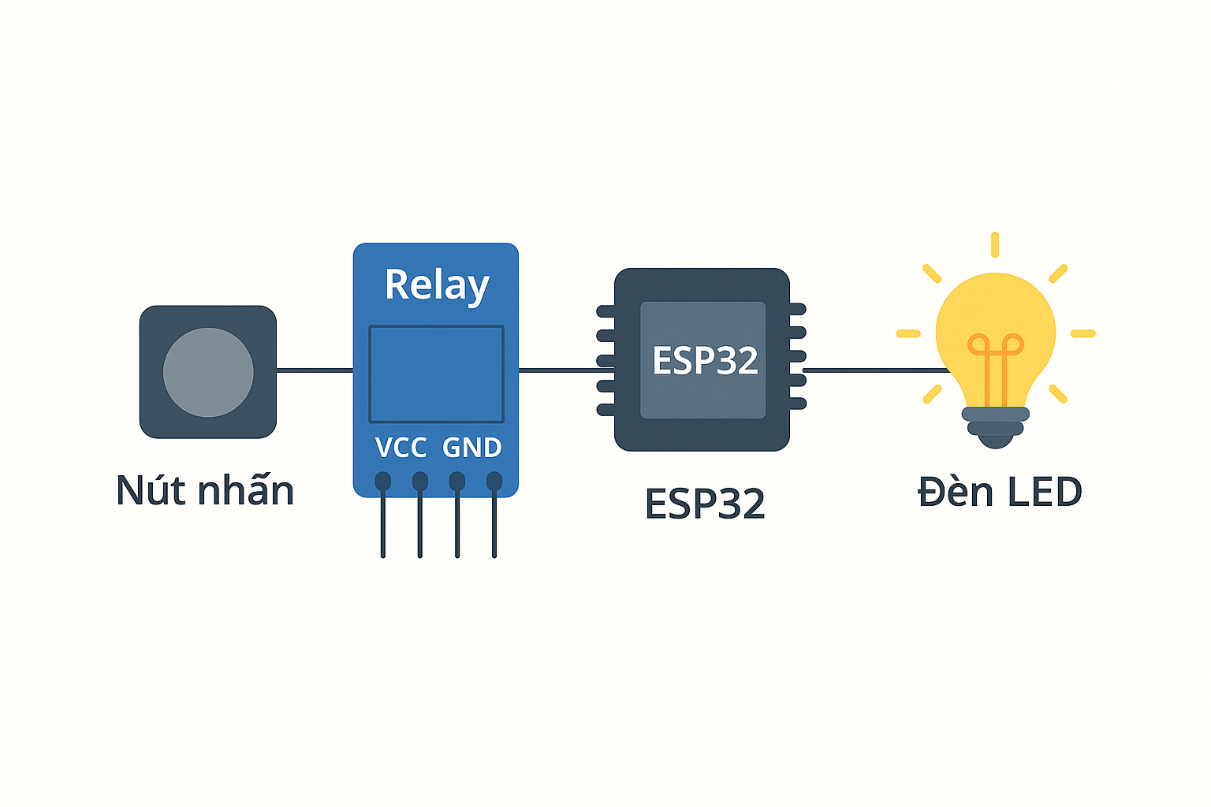 Relay
VCC GND
Nút nhấn
ESP32
ESP32
Đèn LED